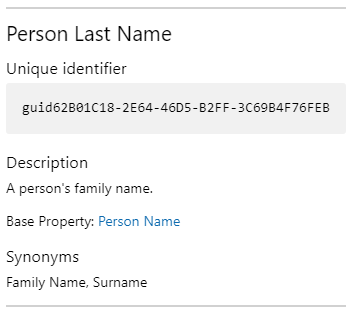 Person Last Name
Unique identifier
guid62B01C18-2E64-46D5-B2FF-3C69B4F76FEB
Description
A person's family name.
Base Property: Person Name
Synonyms
Family Name, Surname